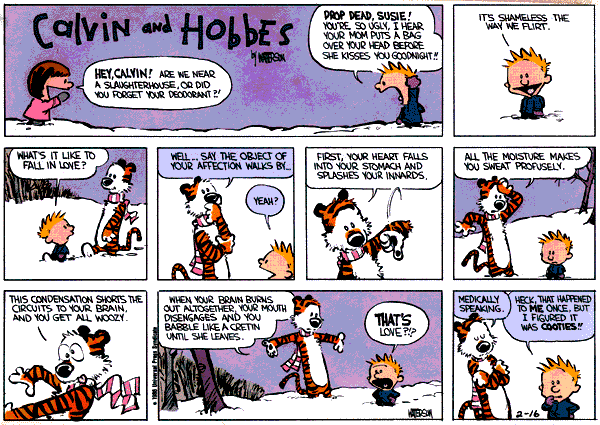 Calvin and Hobbes
by WATTERSON
HEY, CALVIN! ARE WE NEAR
A SLAUGHTERHOUSE, OR DID
YOU FORGET YOUR DEODORANT?!
DROP DEAD, SUSIE!
YOU'RE SO UGLY, I HEAR
YOUR MOM PUTS A BAG
OVER YOUR HEAD BEFORE
SHE KISSES YOU GOODNIGHT!!
IT'S SHAMELESS THE
WAY WE FLIRT.
WHAT'S IT LIKE TO
FALL IN LOVE?
WELL... SAY THE OBJECT OF
YOUR AFFECTION WALKS BY...
YEAH?
FIRST, YOUR HEART FALLS
INTO YOUR STOMACH AND
SPLASHES YOUR INNARDS.
ALL THE MOISTURE MAKES
YOU SWEAT PROFUSELY.
THIS CONDENSATION SHORTS THE
CIRCUITS TO YOUR BRAIN,
AND YOU GET ALL WOOZY.
WHEN YOUR BRAIN BURNS
OUT ALTOGETHER, YOUR MOUTH
DISENGAGES AND YOU
BABBLE LIKE A CRETIN
UNTIL SHE LEAVES.
THAT'S
LOVE?!?
© 1986 Universal Press Syndicate
WATTERSON
MEDICALLY
SPEAKING.
HECK, THAT HAPPENED
TO ME ONCE, BUT
I FIGURED IT
WAS COOTIES!!
2-16